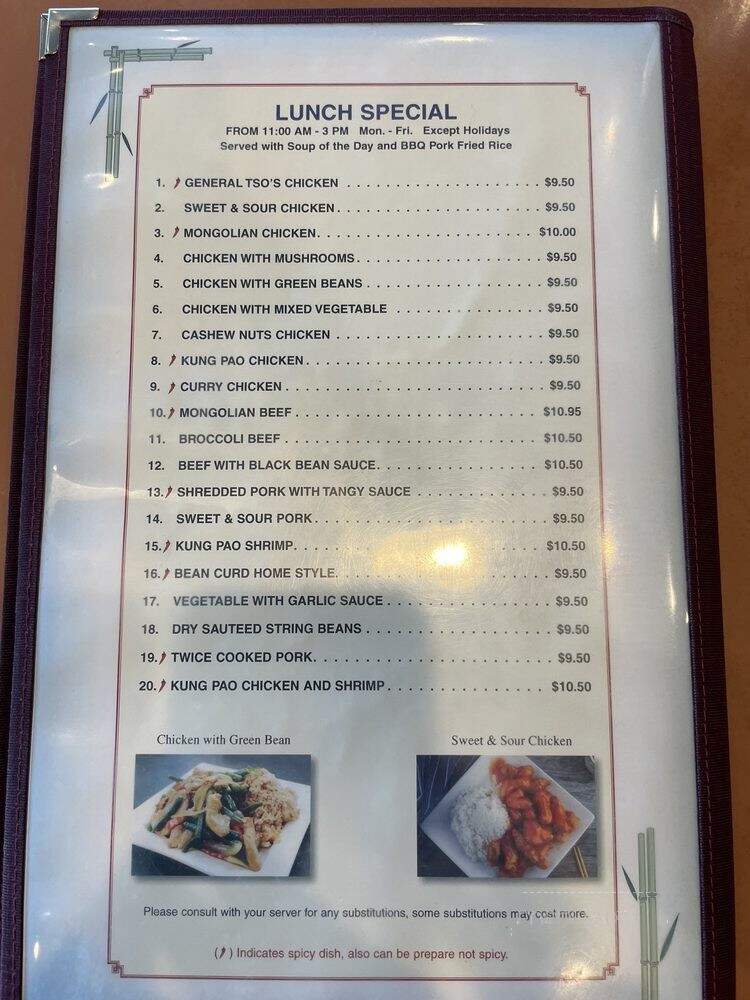 LUNCH SPECIAL
FROM 11:00 AM - 3 PM Mon. - Fri. Except Holidays
Served with Soup of the Day and BBQ Pork Fried Rice
1. GENERAL TSO'S CHICKEN . . . . . . . . . . . . . . . . . . . . . $9.50
2. SWEET & SOUR CHICKEN . . . . . . . . . . . . . . . . . . . . . . $9.50
3. MONGOLIAN CHICKEN. . . . . . . . . . . . . . . . . . . . . . . $10.00
4. CHICKEN WITH MUSHROOMS . . . . . . . . . . . . . . . . . . . . $9.50
5. CHICKEN WITH GREEN BEANS . . . . . . . . . . . . . . . . . . . $9.50
6. CHICKEN WITH MIXED VEGETABLE . . . . . . . . . . . . . . . . $9.50
7. CASHEW NUTS CHICKEN . . . . . . . . . . . . . . . . . . . . . . $9.50
8. KUNG PAO CHICKEN . . . . . . . . . . . . . . . . . . . . . . . . $9.50
9. CURRY CHICKEN . . . . . . . . . . . . . . . . . . . . . . . . . . $9.50
10. MONGOLIAN BEEF . . . . . . . . . . . . . . . . . . . . . . . . $10.95
11. BROCCOLI BEEF . . . . . . . . . . . . . . . . . . . . . . . . . $10.50
12. BEEF WITH BLACK BEAN SAUCE. . . . . . . . . . . . . . . . . $10.50
13. SHREDDED PORK WITH TANGY SAUCE . . . . . . . . . . . . . $9.50
14. SWEET & SOUR PORK . . . . . . . . . . . . . . . . . . . . . . . $9.50
15. KUNG PAO SHRIMP. . . . . . . . . . . . . . . . . . . . . . . . $10.50
16. BEAN CURD HOME STYLE. . . . . . . . . . . . . . . . . . . . . $9.50
17. VEGETABLE WITH GARLIC SAUCE . . . . . . . . . . . . . . . . $9.50
18. DRY SAUTEED STRING BEANS . . . . . . . . . . . . . . . . . . $9.50
19. TWICE COOKED PORK. . . . . . . . . . . . . . . . . . . . . . . $9.50
20. KUNG PAO CHICKEN AND SHRIMP . . . . . . . . . . . . . . . $10.50
Chicken with Green Bean Sweet & Sour Chicken
Please consult with your server for any substitutions, some substitutions may cost more.
( ) Indicates spicy dish, also can be prepare not spicy.